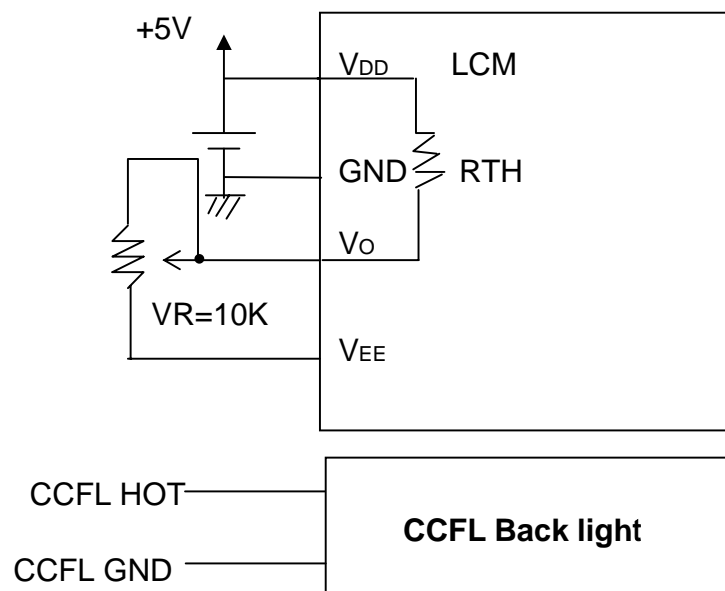 +5V
VDD
LCM
GND
RTH
VO
VR=10K
VEE
CCFL HOT
CCFL Back light
CCFL GND